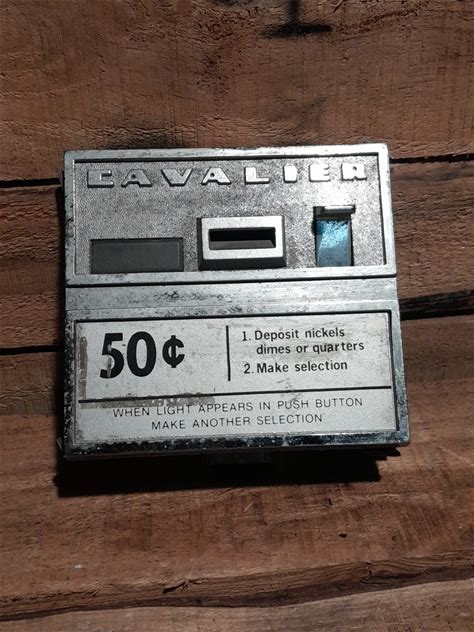 CAVALIER
50¢
1. Deposit nickels
dimes or quarters
2. Make selection
WHEN LIGHT APPEARS IN PUSH BUTTON
MAKE ANOTHER SELECTION